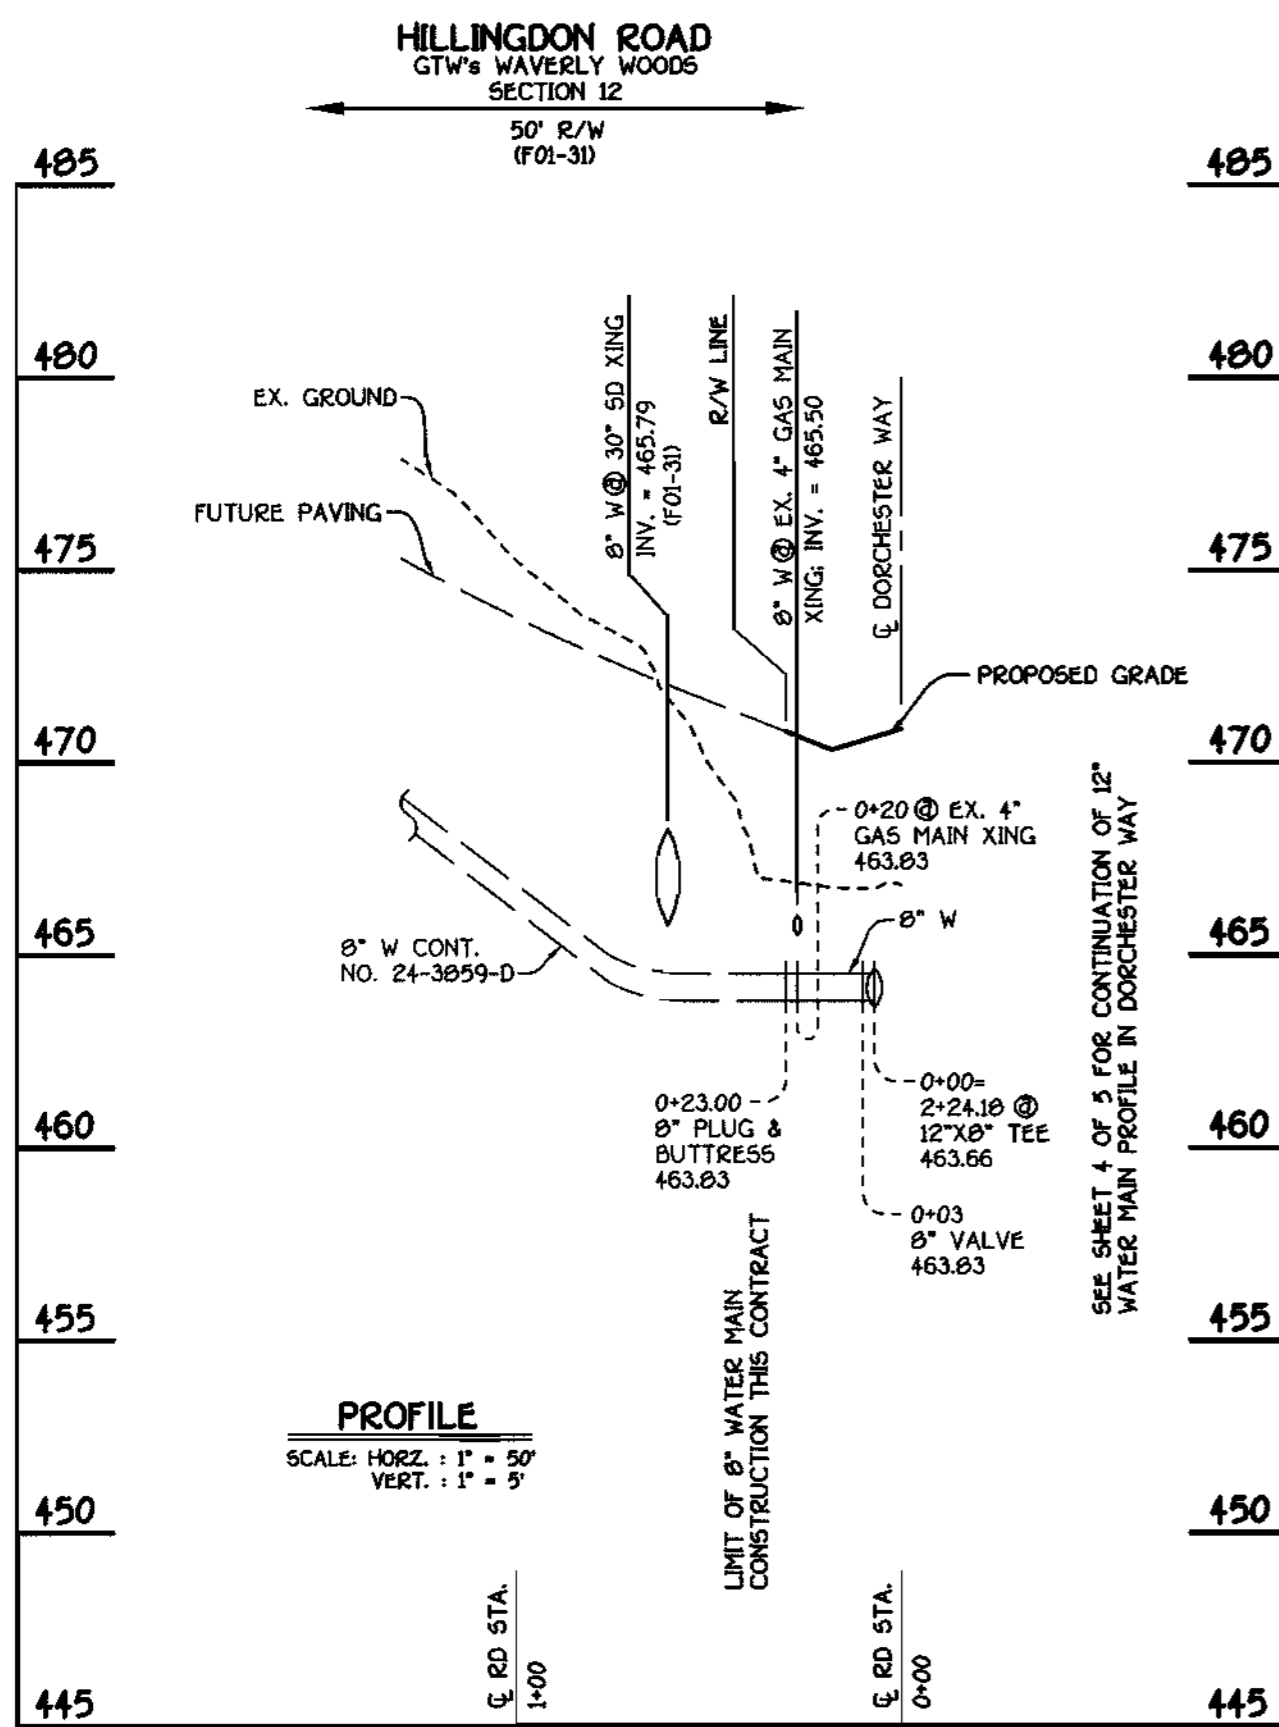 HILLINGDON ROAD
GTW's WAVERLY WOODS
SECTION 12
50' R/W
(F01-31)
485
485
480
480
475
475
470
470
465
465
460
460
455
455
450
450
445
445
EX. GROUND
FUTURE PAVING
8" W @ 30" SD XING
INV. = 465.79
(F01-31)
R/W LINE
8" W @ EX. 4" GAS MAIN
XING; INV. = 465.50
℄ DORCHESTER WAY
PROPOSED GRADE
0+20 @ EX. 4"
GAS MAIN XING
463.83
8" W
8" W CONT.
NO. 24-3859-D
0+23.00
8" PLUG &
BUTTRESS
463.83
0+00=
2+24.18 @
12"X8" TEE
463.66
0+03
8" VALVE
463.83
SEE SHEET 4 OF 5 FOR CONTINUATION OF 12"
WATER MAIN PROFILE IN DORCHESTER WAY
LIMIT OF 8" WATER MAIN
CONSTRUCTION THIS CONTRACT
PROFILE
SCALE: HORZ. : 1" = 50'
VERT. : 1" = 5'
℄ RD STA.
1+00
℄ RD STA.
0+00